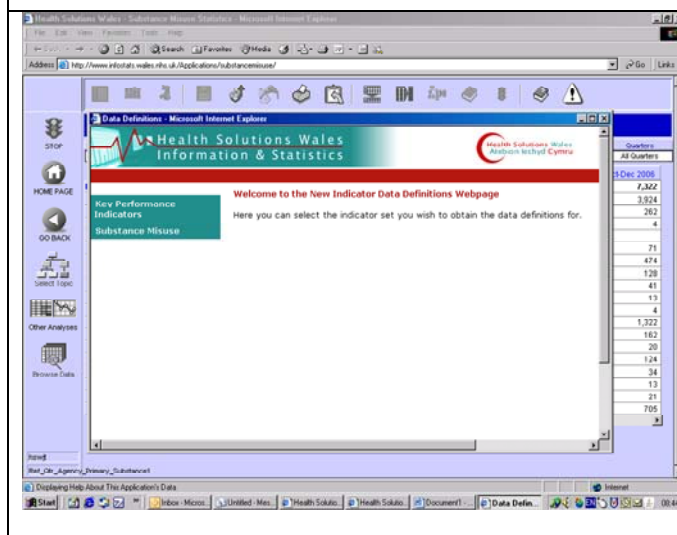 Health Solutions Wales - Substance Misuse Statistics - Microsoft Internet Explorer
File Edit View Favorites Tools Help
Search Favorites Media
Address http://www.infostats.wales.nhs.uk/Applications/substancemisuse/ Go Links
Data Definitions - Microsoft Internet Explorer
Health Solutions Wales
Information & Statistics
Health Solutions Wales
Atebion Iechyd Cymru
Key Performance
Indicators
Substance Misuse
Welcome to the New Indicator Data Definitions Webpage
Here you can select the indicator set you wish to obtain the data definitions for.
STOP
HOME PAGE
GO BACK
Select Topic
Other Analyses
Browse Data
Quarters
All Quarters
t-Dec 2006
7,322
3,924
262
4
71
474
128
41
13
4
1,322
162
20
124
34
13
21
705
Displaying Help About This Application's Data
Internet
Start
Inbox - Micros...
Untitled - Mes...
Health Solutio...
Health Solutio...
Document1 - ...
Data Defin...